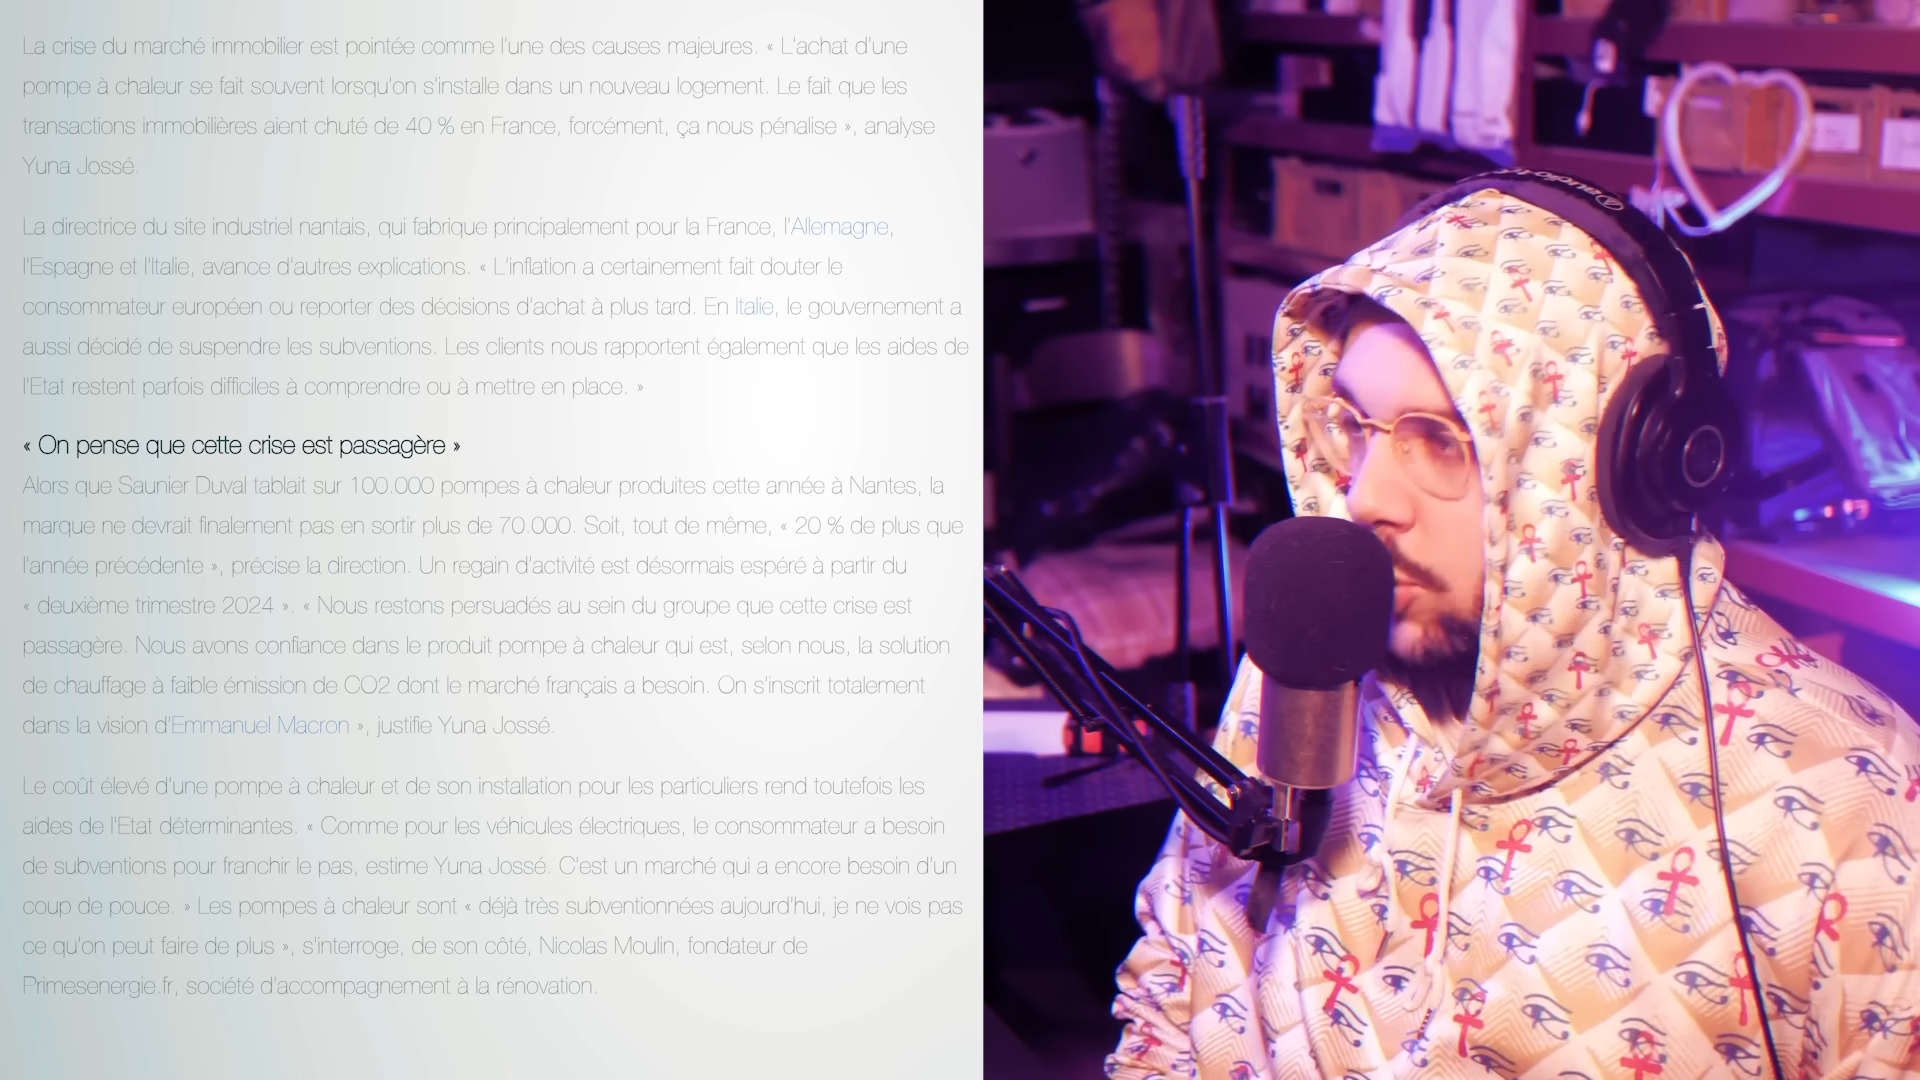 La crise du marché immobilier est pointée comme l'une des causes majeures. « L'achat d'une
pompe à chaleur se fait souvent lorsqu'on s'installe dans un nouveau logement. Le fait que les
transactions immobilières aient chuté de 40 % en France, forcément, ça nous pénalise », analyse
Yuna Jossé.
La directrice du site industriel nantais, qui fabrique principalement pour la France, l'Allemagne,
l'Espagne et l'Italie, avance d'autres explications. « L'inflation a certainement fait douter le
consommateur européen ou reporter des décisions d'achat à plus tard. En Italie, le gouvernement a
aussi décidé de suspendre les subventions. Les clients nous rapportent également que les aides de
l'Etat restent parfois difficiles à comprendre ou à mettre en place. »
« On pense que cette crise est passagère »
Alors que Saunier Duval tablait sur 100.000 pompes à chaleur produites cette année à Nantes, la
marque ne devrait finalement pas en sortir plus de 70.000. Soit, tout de même, « 20 % de plus que
l'année précédente », précise la direction. Un regain d'activité est désormais espéré à partir du
« deuxième trimestre 2024 ». « Nous restons persuadés au sein du groupe que cette crise est
passagère. Nous avons confiance dans le produit pompe à chaleur qui est, selon nous, la solution
de chauffage à faible émission de CO2 dont le marché français a besoin. On s'inscrit totalement
dans la vision d'Emmanuel Macron », justifie Yuna Jossé.
Le coût élevé d'une pompe à chaleur et de son installation pour les particuliers rend toutefois les
aides de l'Etat déterminantes. « Comme pour les véhicules électriques, le consommateur a besoin
de subventions pour franchir le pas, estime Yuna Jossé. C'est un marché qui a encore besoin d'un
coup de pouce. » Les pompes à chaleur sont « déjà très subventionnées aujourd'hui, je ne vois pas
ce qu'on peut faire de plus », s'interroge, de son côté, Nicolas Moulin, fondateur de
Primesenergie.fr, société d'accompagnement à la rénovation.